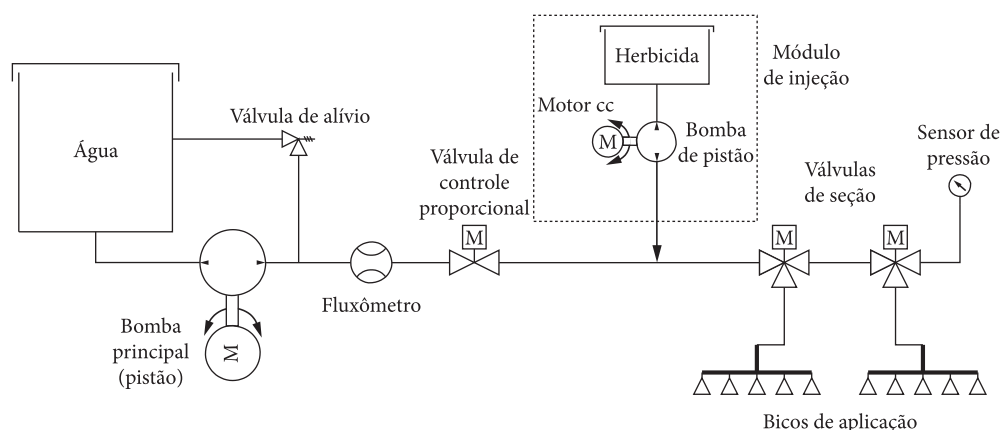 Água
Válvula de alívio
Bomba
principal
(pistão)
M
Fluxômetro
Válvula de
controle
proporcional
M
Herbicida
Módulo
de injeção
Motor cc
M
Bomba
de pistão
Válvulas
de seção
M
M
Sensor de
pressão
Bicos de aplicação